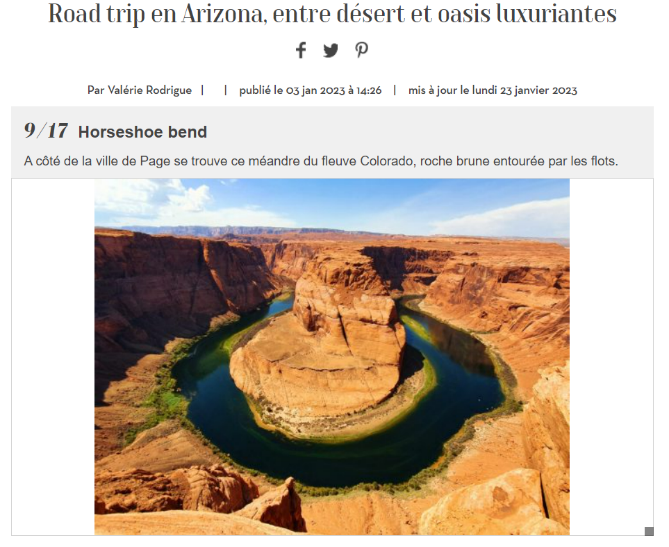 Road trip en Arizona, entre désert et oasis luxuriantes
Par Valérie Rodrigue | | publié le 03 jan 2023 à 14:26 | mis à jour le lundi 23 janvier 2023
9/17 Horseshoe bend
A côté de la ville de Page se trouve ce méandre du fleuve Colorado, roche brune entourée par les flots.